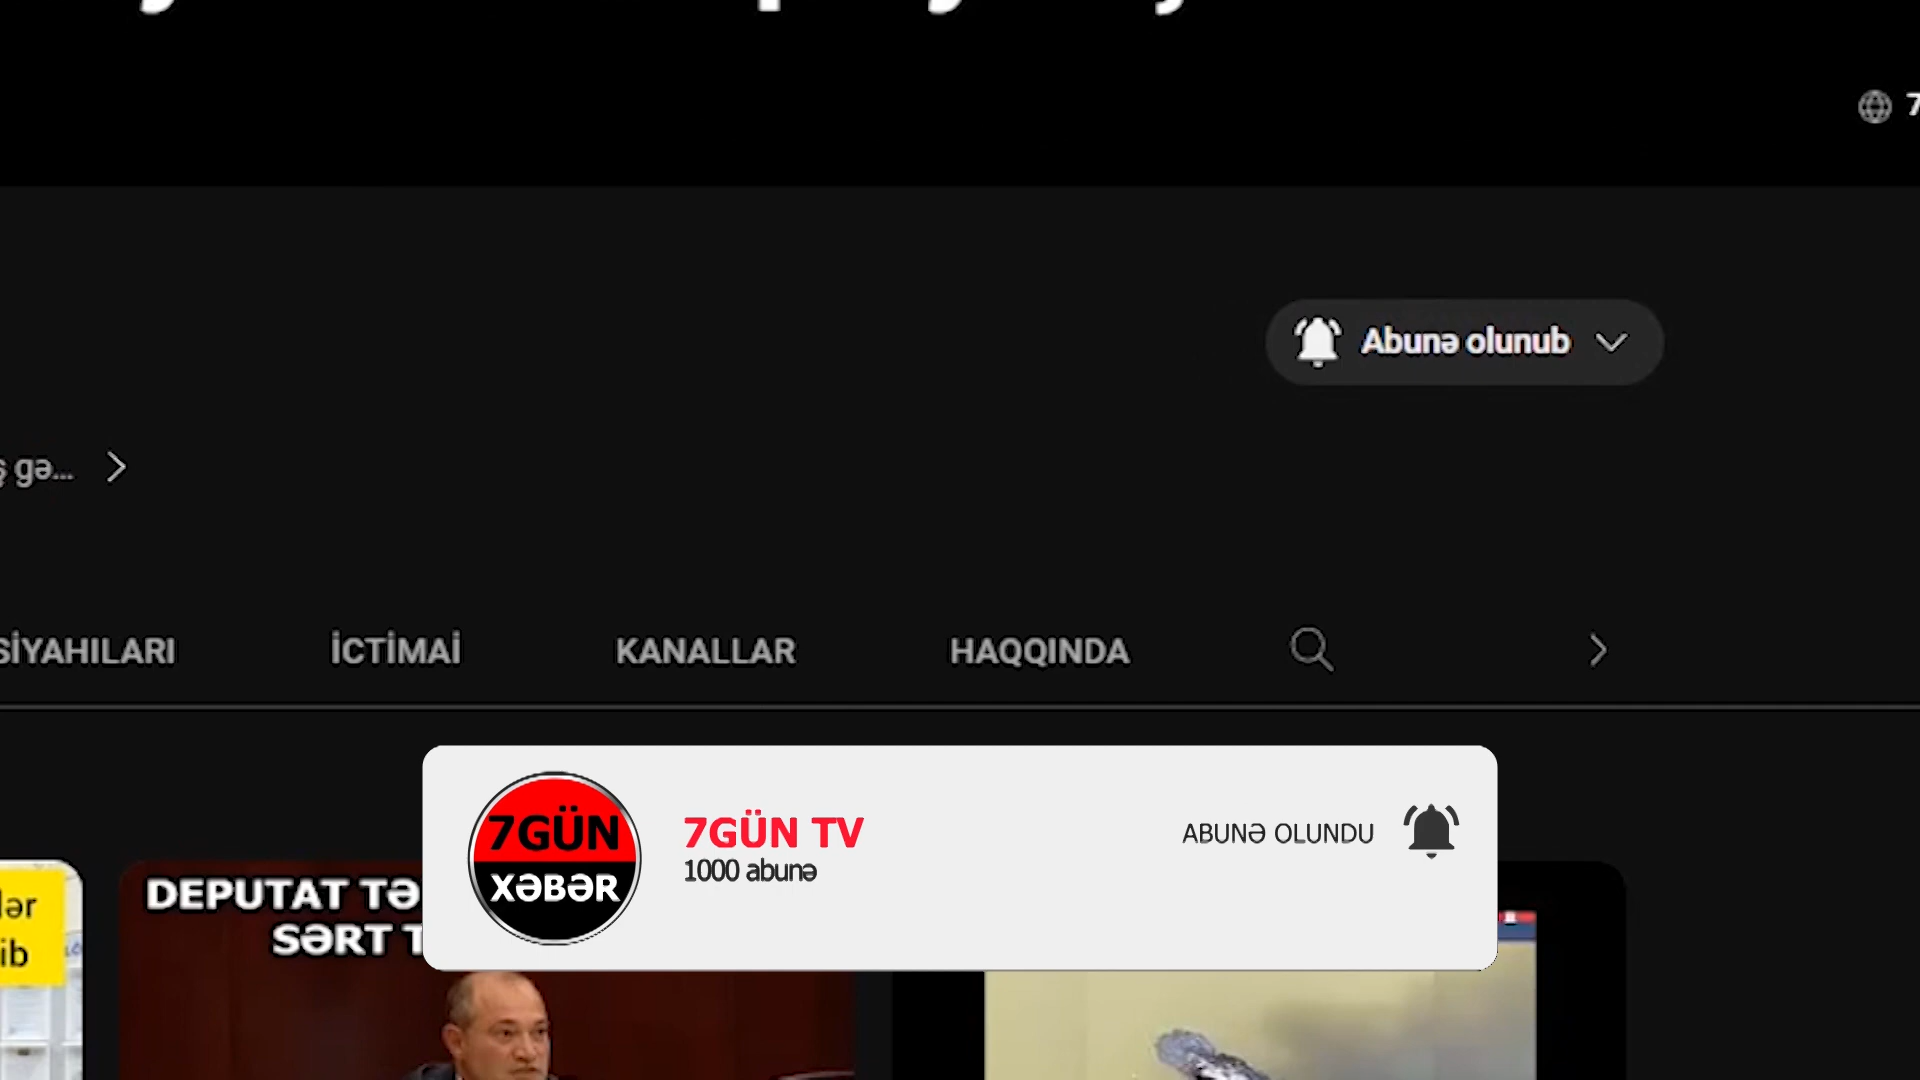 7
Abunə olunub
ş gə...
SİYAHILARI
İCTİMAİ
KANALLAR
HAQQINDA
7GÜN
XƏBƏR
7GÜN TV
1000 abunə
ABUNƏ OLUNDU
lər
ib
DEPUTAT TƏ
SƏRT T